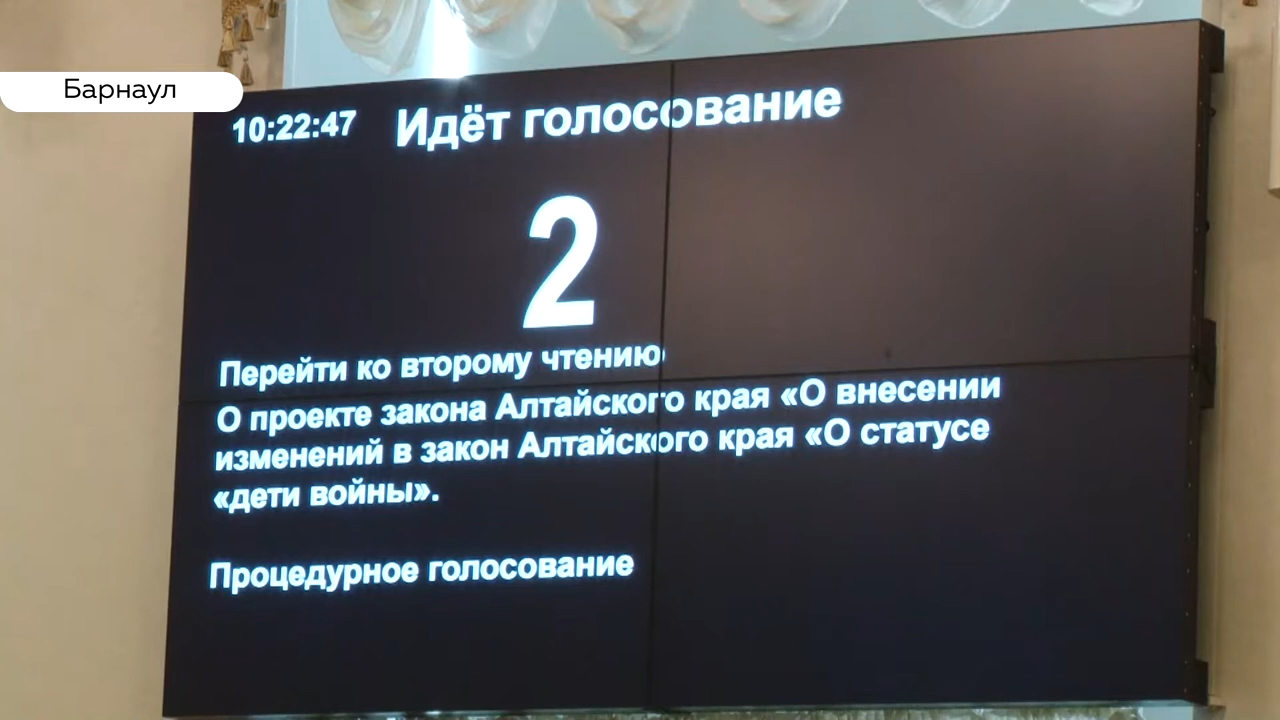 Барнаул
10:22:47 Идёт голосование
2
Перейти ко второму чтению
О проекте закона Алтайского края «О внесении
изменений в закон Алтайского края «О статусе
«дети войны».
Процедурное голосование